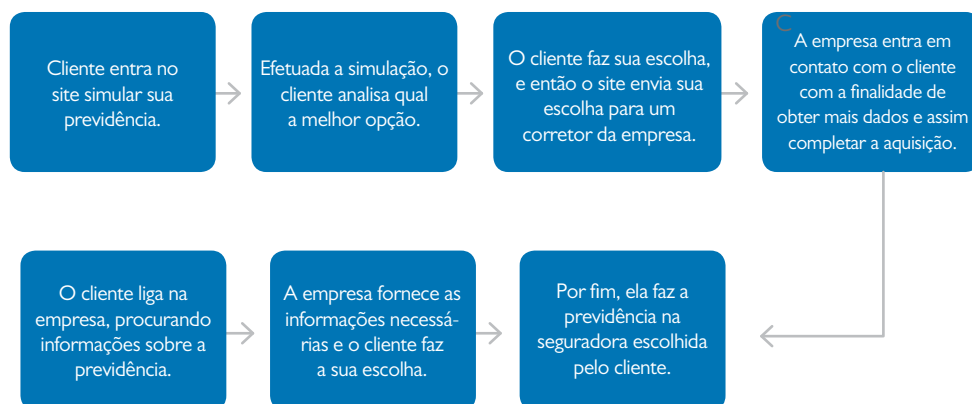 Cliente entra no
site simular sua
previdência.
Efetuada a simulação, o
cliente analisa qual
a melhor opção.
O cliente faz sua escolha,
e então o site envia sua
escolha para um
corretor da empresa.
C
A empresa entra em
contato com o cliente
com a finalidade de
obter mais dados e assim
completar a aquisição.
O cliente liga na
empresa, procurando
informações sobre a
previdência.
A empresa fornece as
informações necessá-
rias e o cliente faz
a sua escolha.
Por fim, ela faz a
previdência na
seguradora escolhida
pelo cliente.